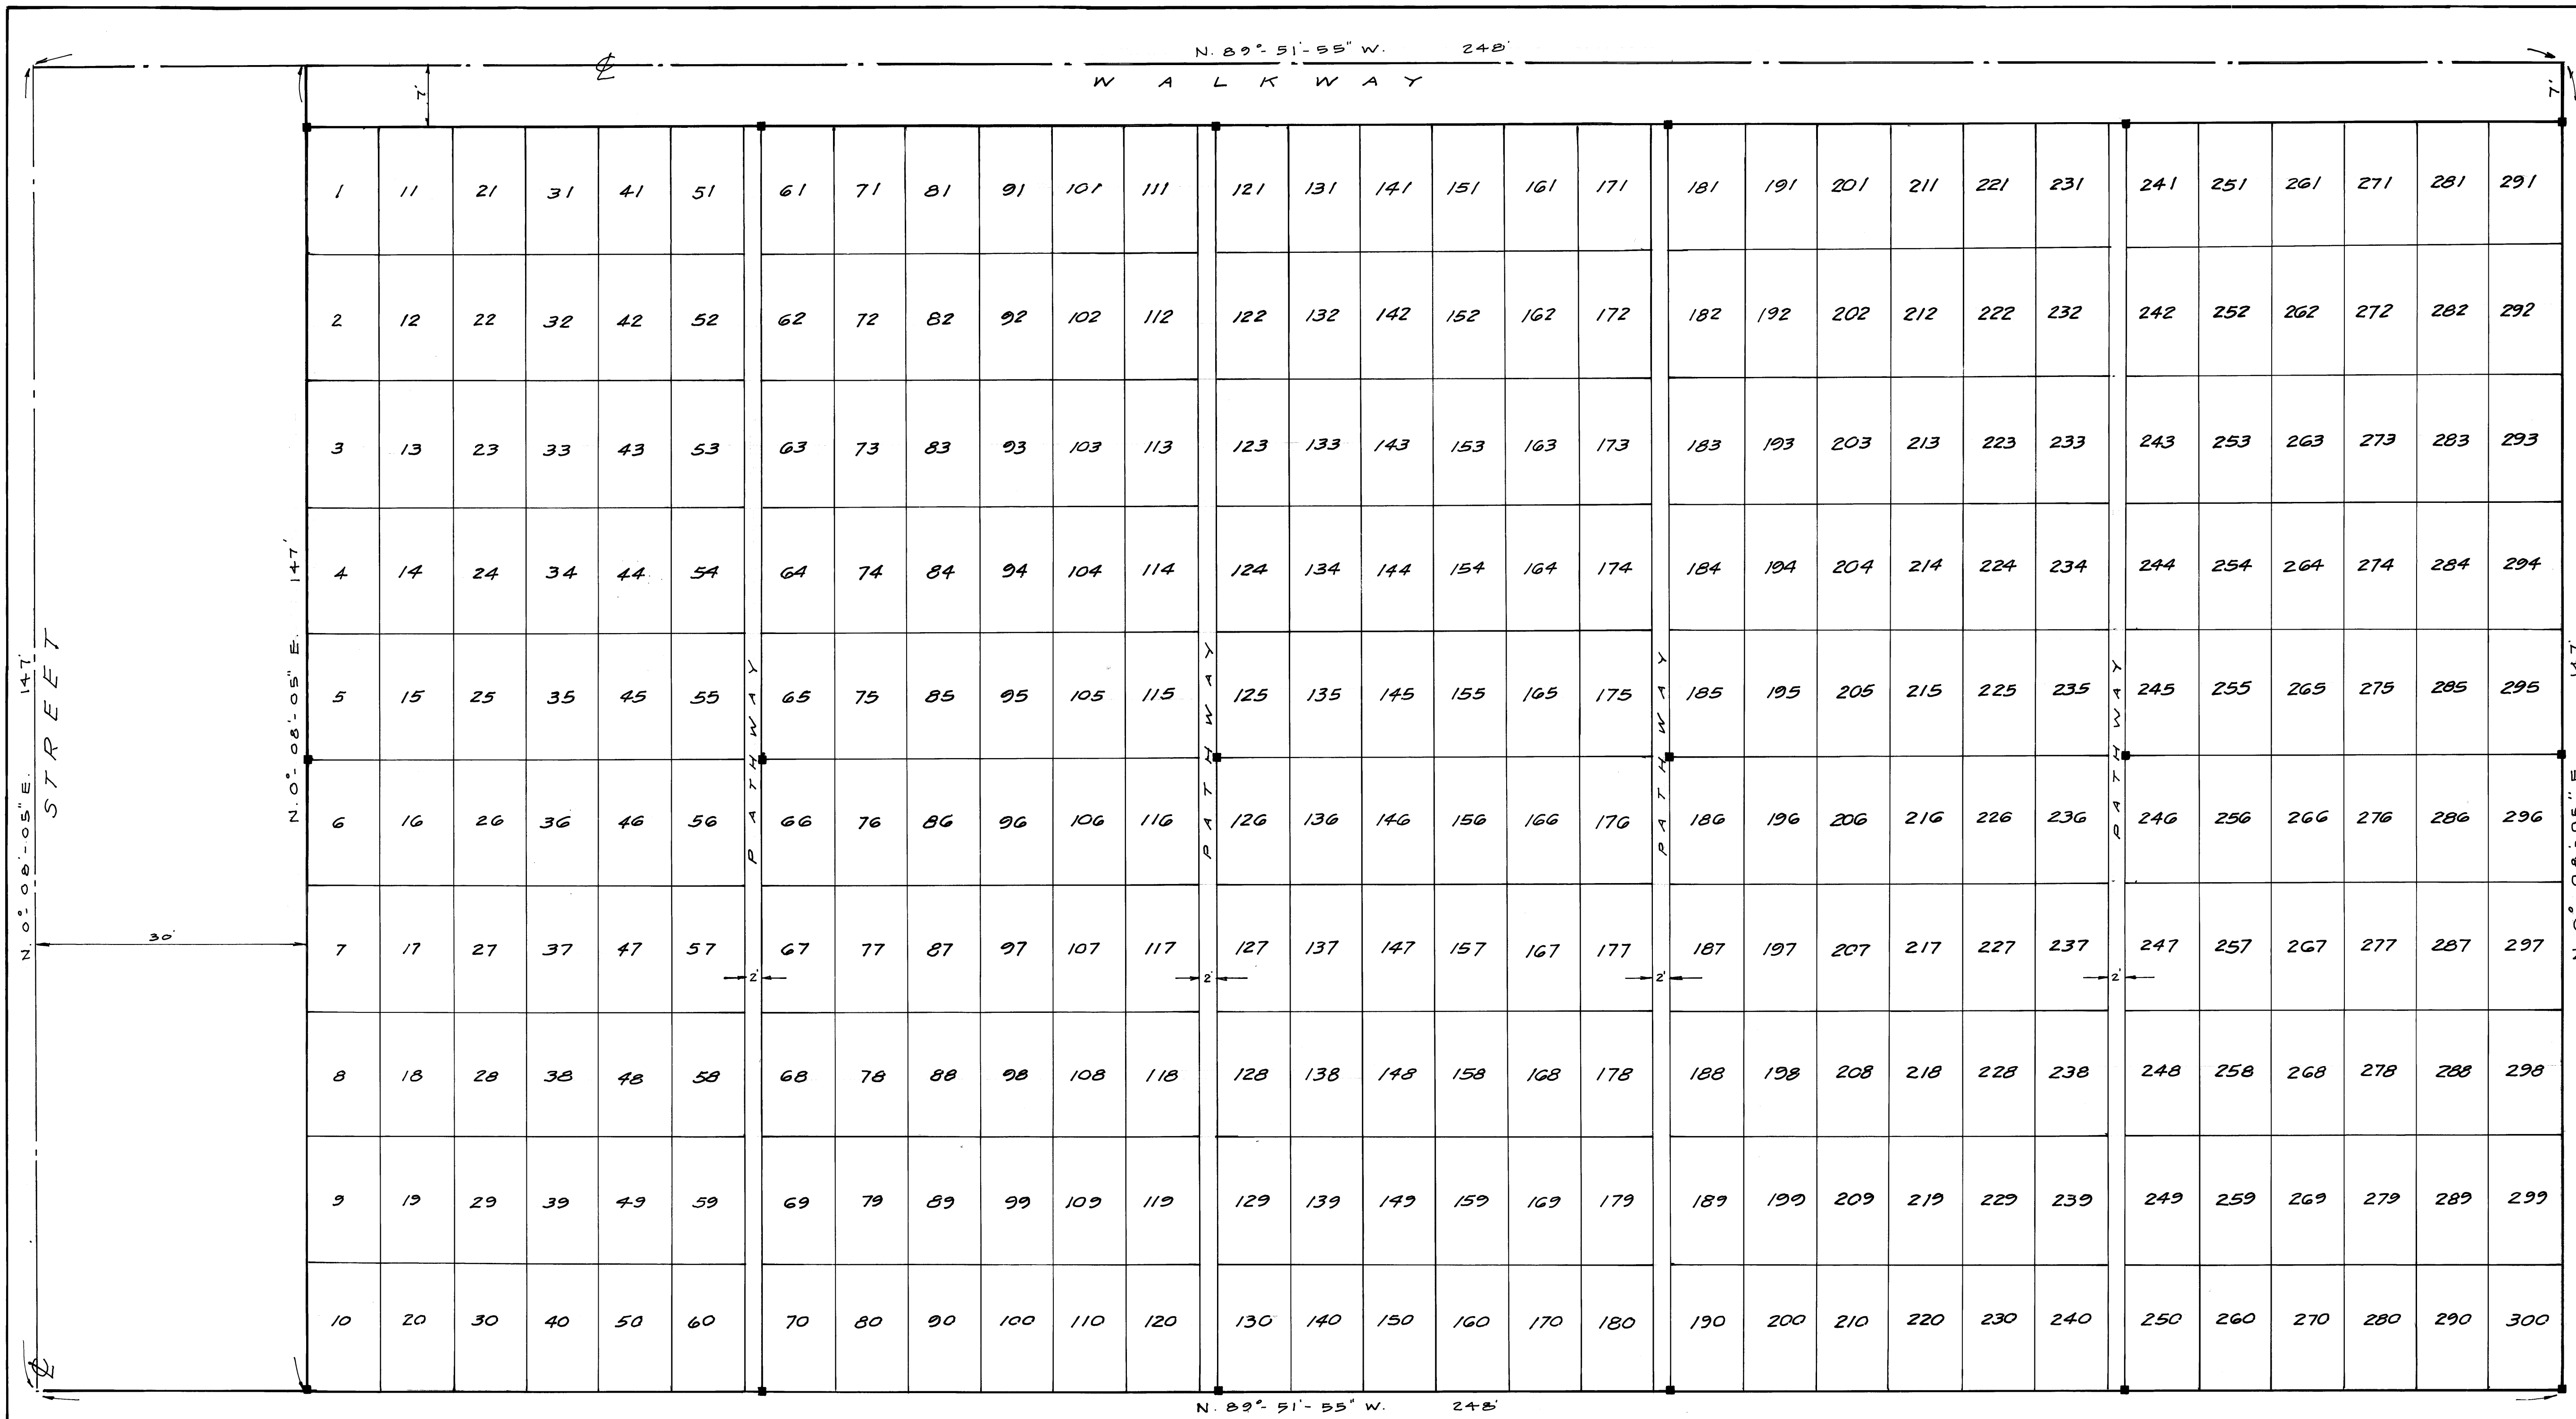 N. 89°-51'-55" W. 248'
℄
W A L K W A Y
7' 7'
1 11 21 31 41 51 61 71 81 91 101 111 121 131 141 151 161 171 181 191 201 211 221 231 241 251 261 271 281 291
2 12 22 32 42 52 62 72 82 92 102 112 122 132 142 152 162 172 182 192 202 212 222 232 242 252 262 272 282 292
3 13 23 33 43 53 63 73 83 93 103 113 123 133 143 153 163 173 183 193 203 213 223 233 243 253 263 273 283 293
4 14 24 34 44 54 64 74 84 94 104 114 124 134 144 154 164 174 184 194 204 214 224 234 244 254 264 274 284 294
5 15 25 35 45 55 65 75 85 95 105 115 125 135 145 155 165 175 185 195 205 215 225 235 245 255 265 275 285 295
6 16 26 36 46 56 66 76 86 96 106 116 126 136 146 156 166 176 186 196 206 216 226 236 246 256 266 276 286 296
7 17 27 37 47 57 67 77 87 97 107 117 127 137 147 157 167 177 187 197 207 217 227 237 247 257 267 277 287 297
8 18 28 38 48 58 68 78 88 98 108 118 128 138 148 158 168 178 188 198 208 218 228 238 248 258 268 278 288 298
9 19 29 39 49 59 69 79 89 99 109 119 129 139 149 159 169 179 189 199 209 219 229 239 249 259 269 279 289 299
10 20 30 40 50 60 70 80 90 100 110 120 130 140 150 160 170 180 190 200 210 220 230 240 250 260 270 280 290 300
N. 0°-08'-05" E. 147'
STREET
N. 0°-08'-05" E. 147'
30'
PATHWAY
PATHWAY
PATHWAY
PATHWAY
2' 2' 2' 2'
℄
N. 89°-51'-55" W. 248'